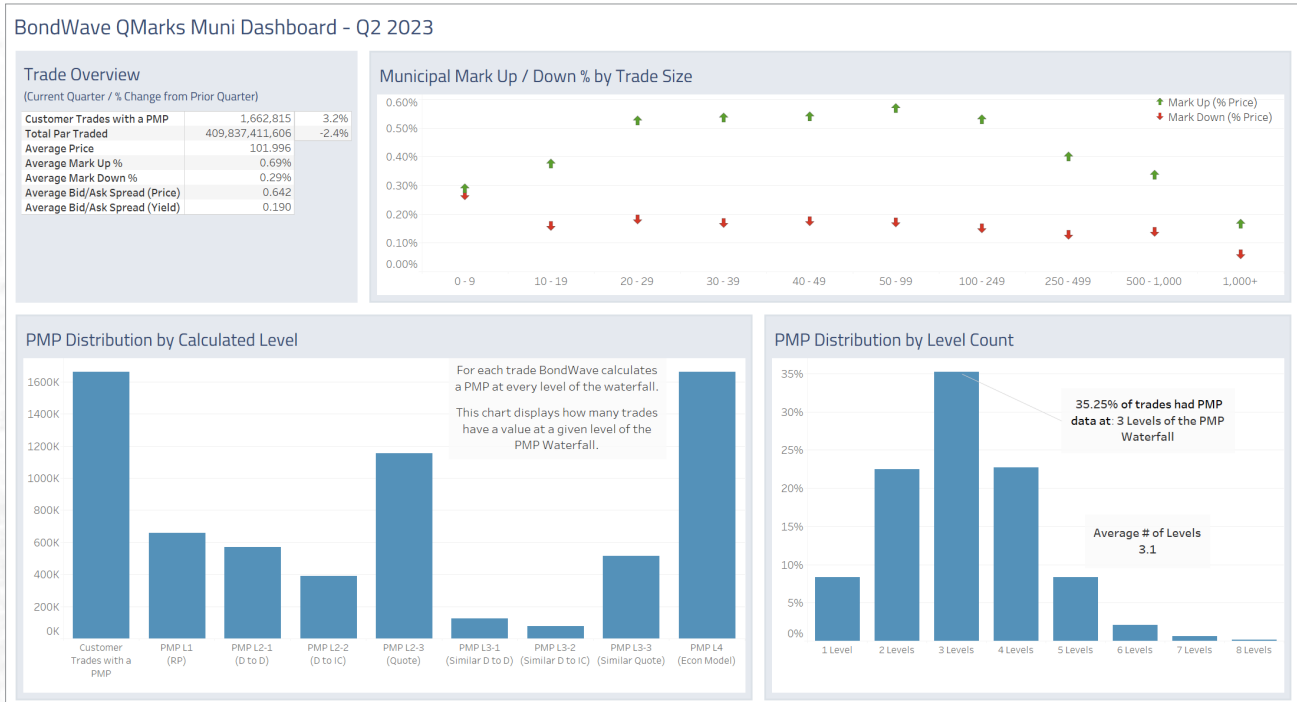 BondWave QMarks Muni Dashboard - Q2 2023
Trade Overview
(Current Quarter / % Change from Prior Quarter)
Customer Trades with a PMP 1,662,815 3.2%
Total Par Traded 409,837,411,606 -2.4%
Average Price 101.996
Average Mark Up % 0.69%
Average Mark Down % 0.29%
Average Bid/Ask Spread (Price) 0.642
Average Bid/Ask Spread (Yield) 0.190
Municipal Mark Up / Down % by Trade Size
Mark Up (% Price)
Mark Down (% Price)
0.60%
0.50%
0.40%
0.30%
0.20%
0.10%
0.00%
0 - 9 10 - 19 20 - 29 30 - 39 40 - 49 50 - 99 100 - 249 250 - 499 500 - 1,000 1,000+
PMP Distribution by Calculated Level
For each trade BondWave calculates
a PMP at every level of the waterfall.
This chart displays how many trades
have a value at a given level of the
PMP Waterfall.
1600K
1400K
1200K
1000K
800K
600K
400K
200K
0K
Customer PMP L1 PMP L2-1 PMP L2-2 PMP L2-3 PMP L3-1 PMP L3-2 PMP L3-3 PMP L4
Trades with a (RP) (D to D) (D to IC) (Quote) (Similar D to D) (Similar D to IC) (Similar Quote) (Econ Model)
PMP
PMP Distribution by Level Count
35%
30%
25%
20%
15%
10%
5%
0%
35.25% of trades had PMP
data at: 3 Levels of the PMP
Waterfall
Average # of Levels
3.1
1 Level 2 Levels 3 Levels 4 Levels 5 Levels 6 Levels 7 Levels 8 Levels